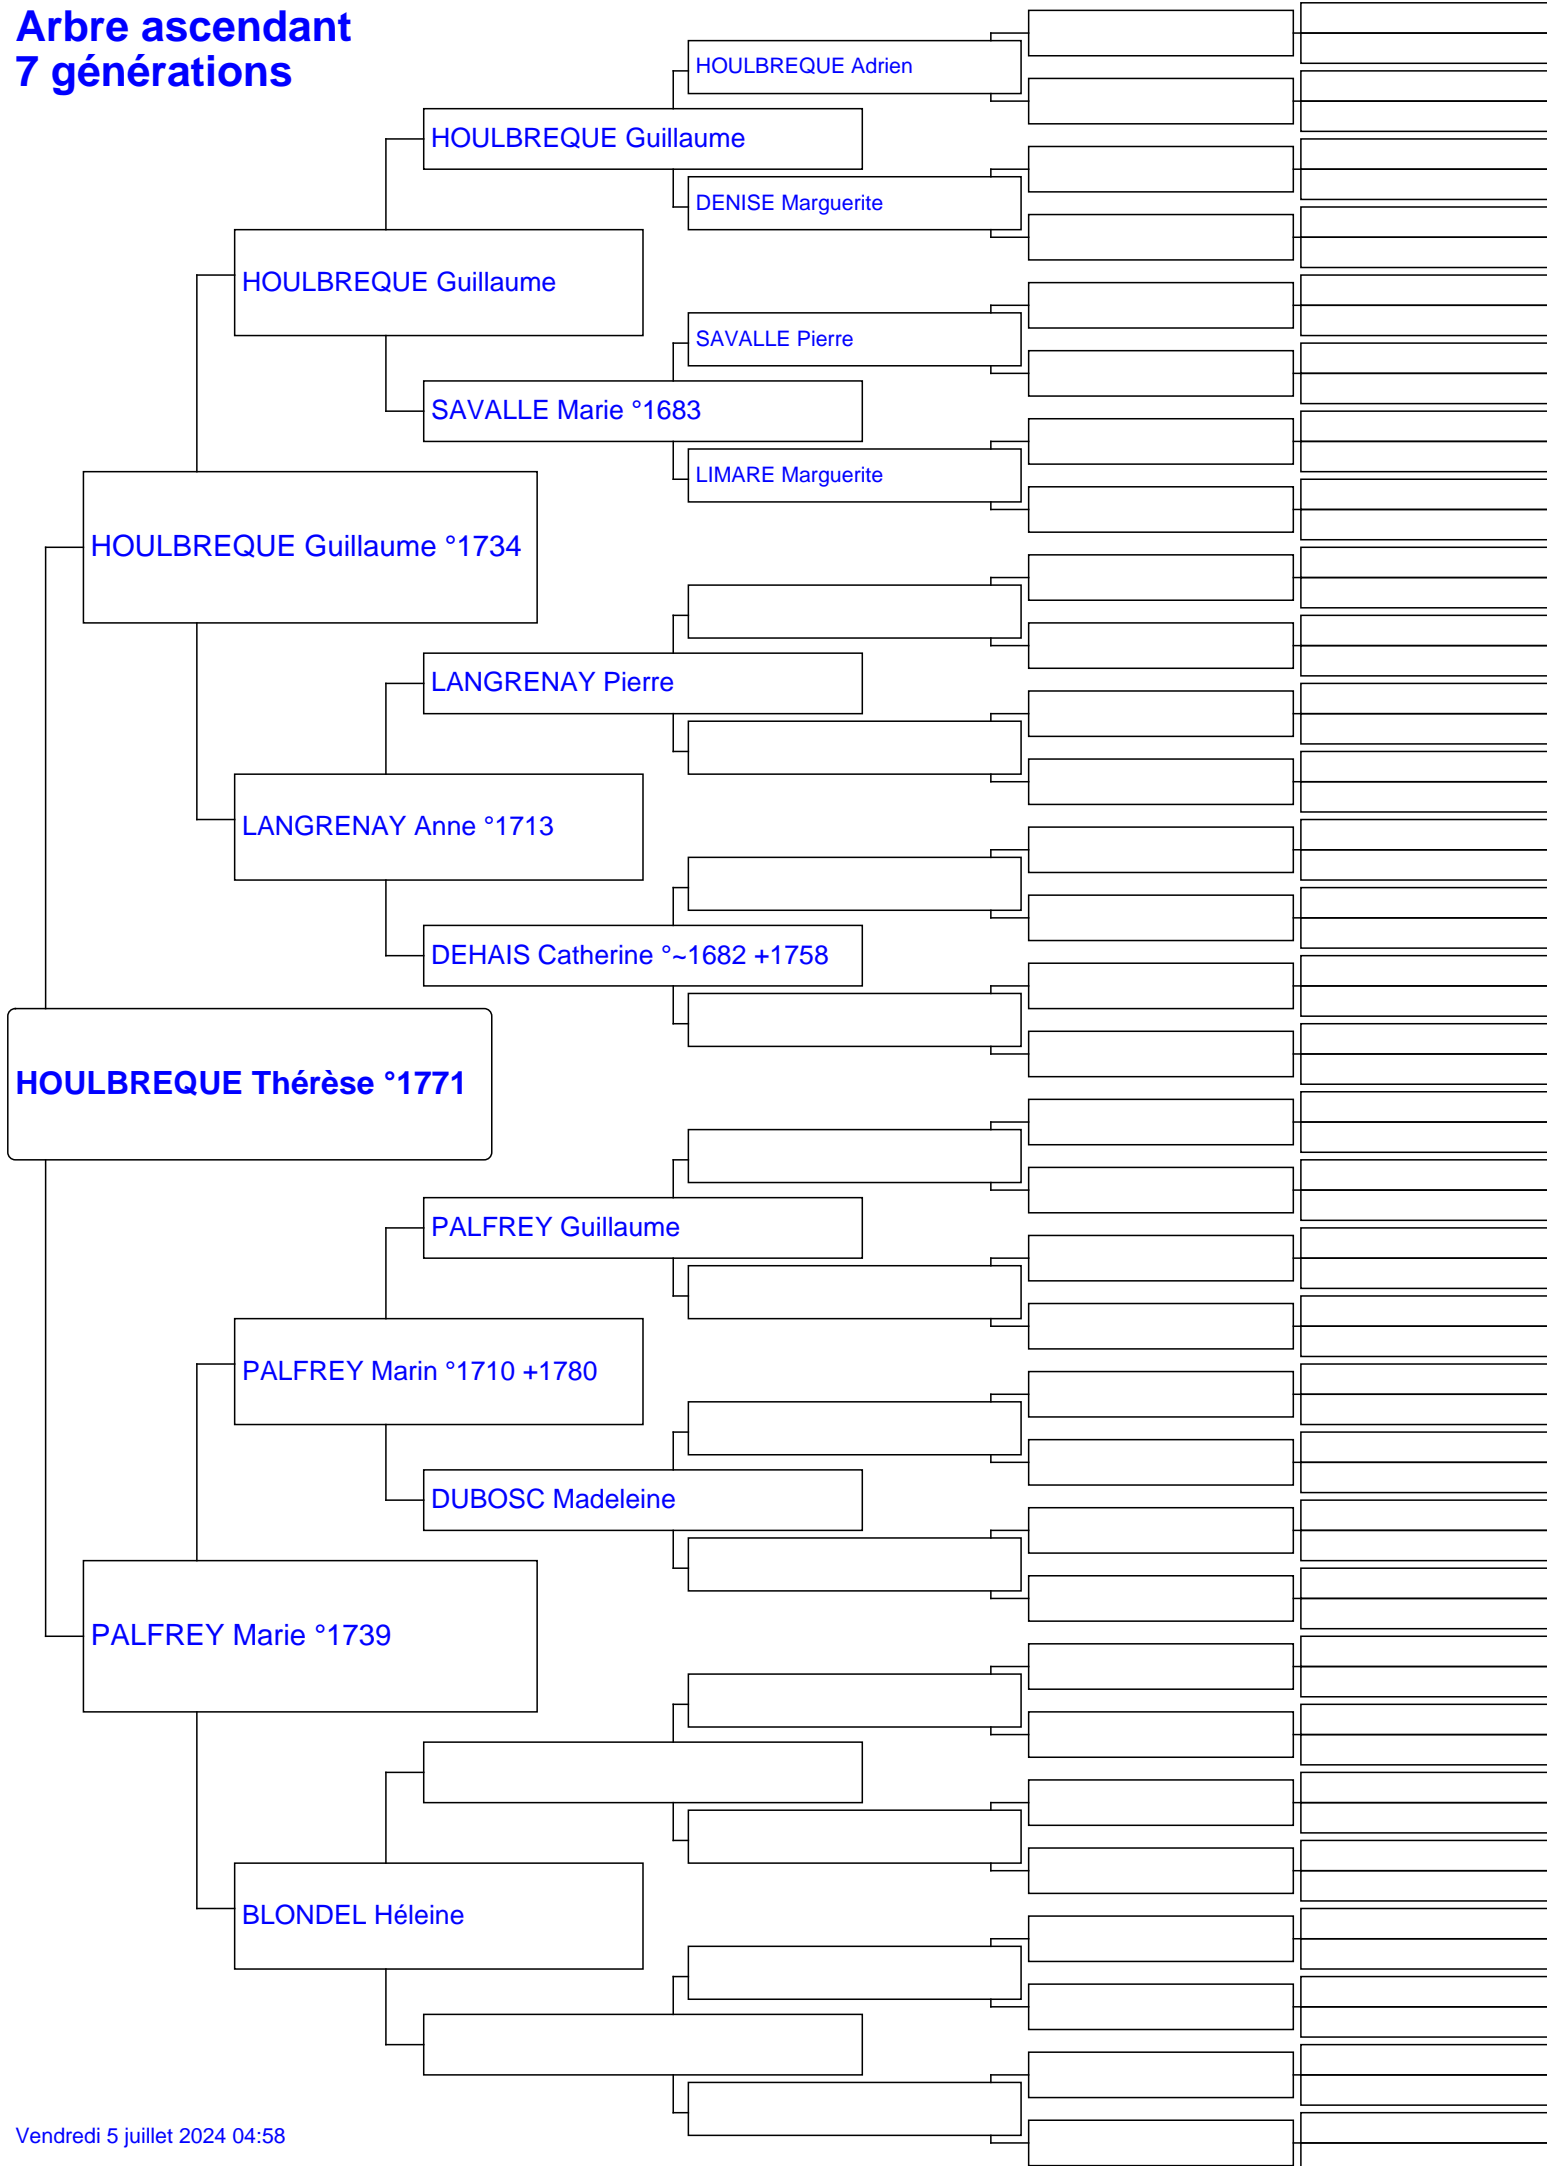 Arbre ascendant
7 générations
HOULBREQUE Adrien
HOULBREQUE Guillaume
DENISE Marguerite
HOULBREQUE Guillaume
SAVALLE Pierre
SAVALLE Marie °1683
LIMARE Marguerite
HOULBREQUE Guillaume °1734
LANGRENAY Pierre
LANGRENAY Anne °1713
DEHAIS Catherine °~1682 +1758
HOULBREQUE Thérèse °1771
PALFREY Guillaume
PALFREY Marin °1710 +1780
DUBOSC Madeleine
PALFREY Marie °1739
BLONDEL Héleine
Vendredi 5 juillet 2024 04:58